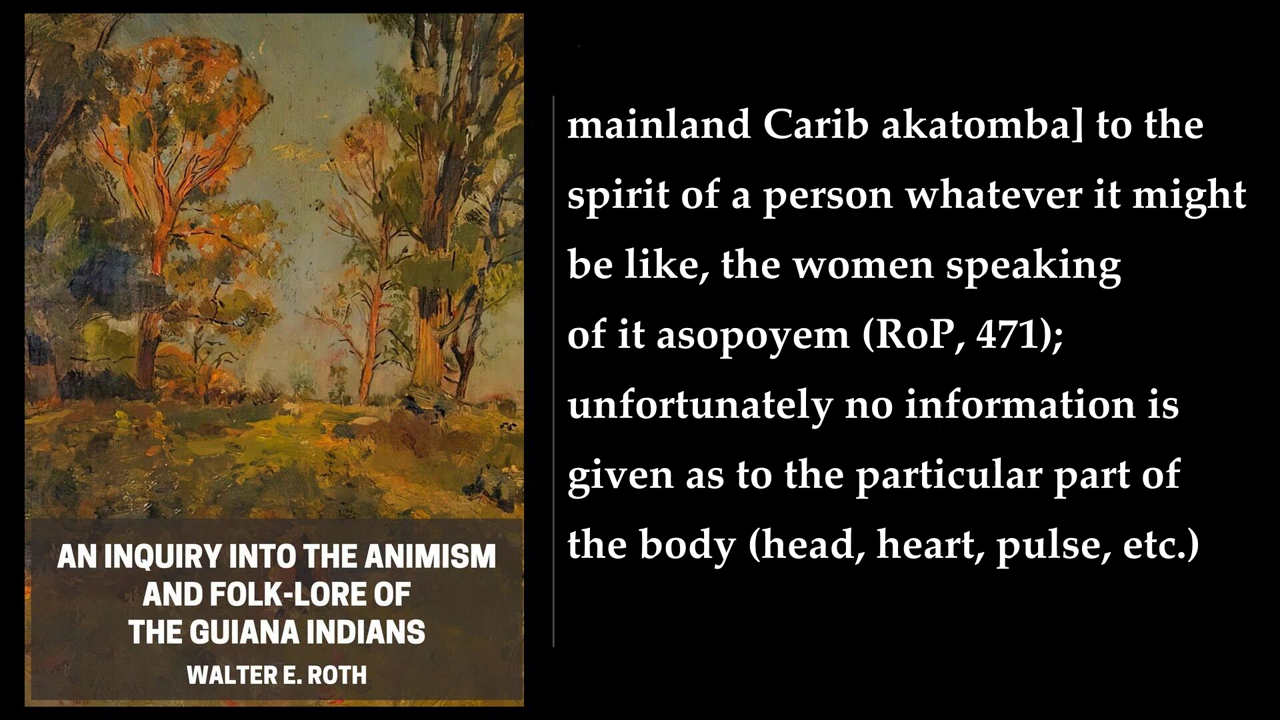 AN INQUIRY INTO THE ANIMISM
AND FOLK-LORE OF
THE GUIANA INDIANS
WALTER E. ROTH
mainland Carib akatomba] to the
spirit of a person whatever it might
be like, the women speaking
of it asopoyem (RoP, 471);
unfortunately no information is
given as to the particular part of
the body (head, heart, pulse, etc.)